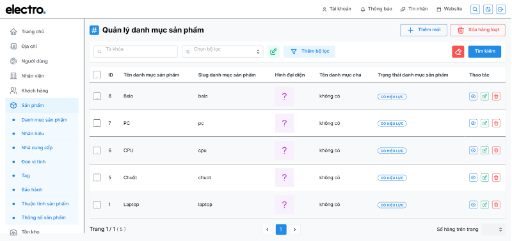 electro.
Tài khoản
Thông báo
Tin nhắn
Website
Trang chủ
Địa chỉ
Người dùng
Nhân viên
Khách hàng
Sản phẩm
Danh mục sản phẩm
Nhãn hiệu
Nhà cung cấp
Đơn vị tính
Tag
Bảo hành
Thuộc tính sản phẩm
Thông số sản phẩm
Tồn kho
Quản lý danh mục sản phẩm
Thêm mới
Xóa hàng loạt
Từ khóa
Chọn bộ lọc
Thêm bộ lọc
Tìm kiếm
ID Tên danh mục sản phẩm Slug danh mục sản phẩm Hình đại diện Tên danh mục cha Trạng thái danh mục sản phẩm Thao tác
không có CÓ HIỆU LỰC
7 PC pc ? không có CÓ HIỆU LỰC
6 CPU cpu ? không có CÓ HIỆU LỰC
5 Chuột chuot ? không có CÓ HIỆU LỰC
1 Laptop laptop ? không có CÓ HIỆU LỰC
Trang 1 / 1 ( 5 )
1
Số hàng trên trang